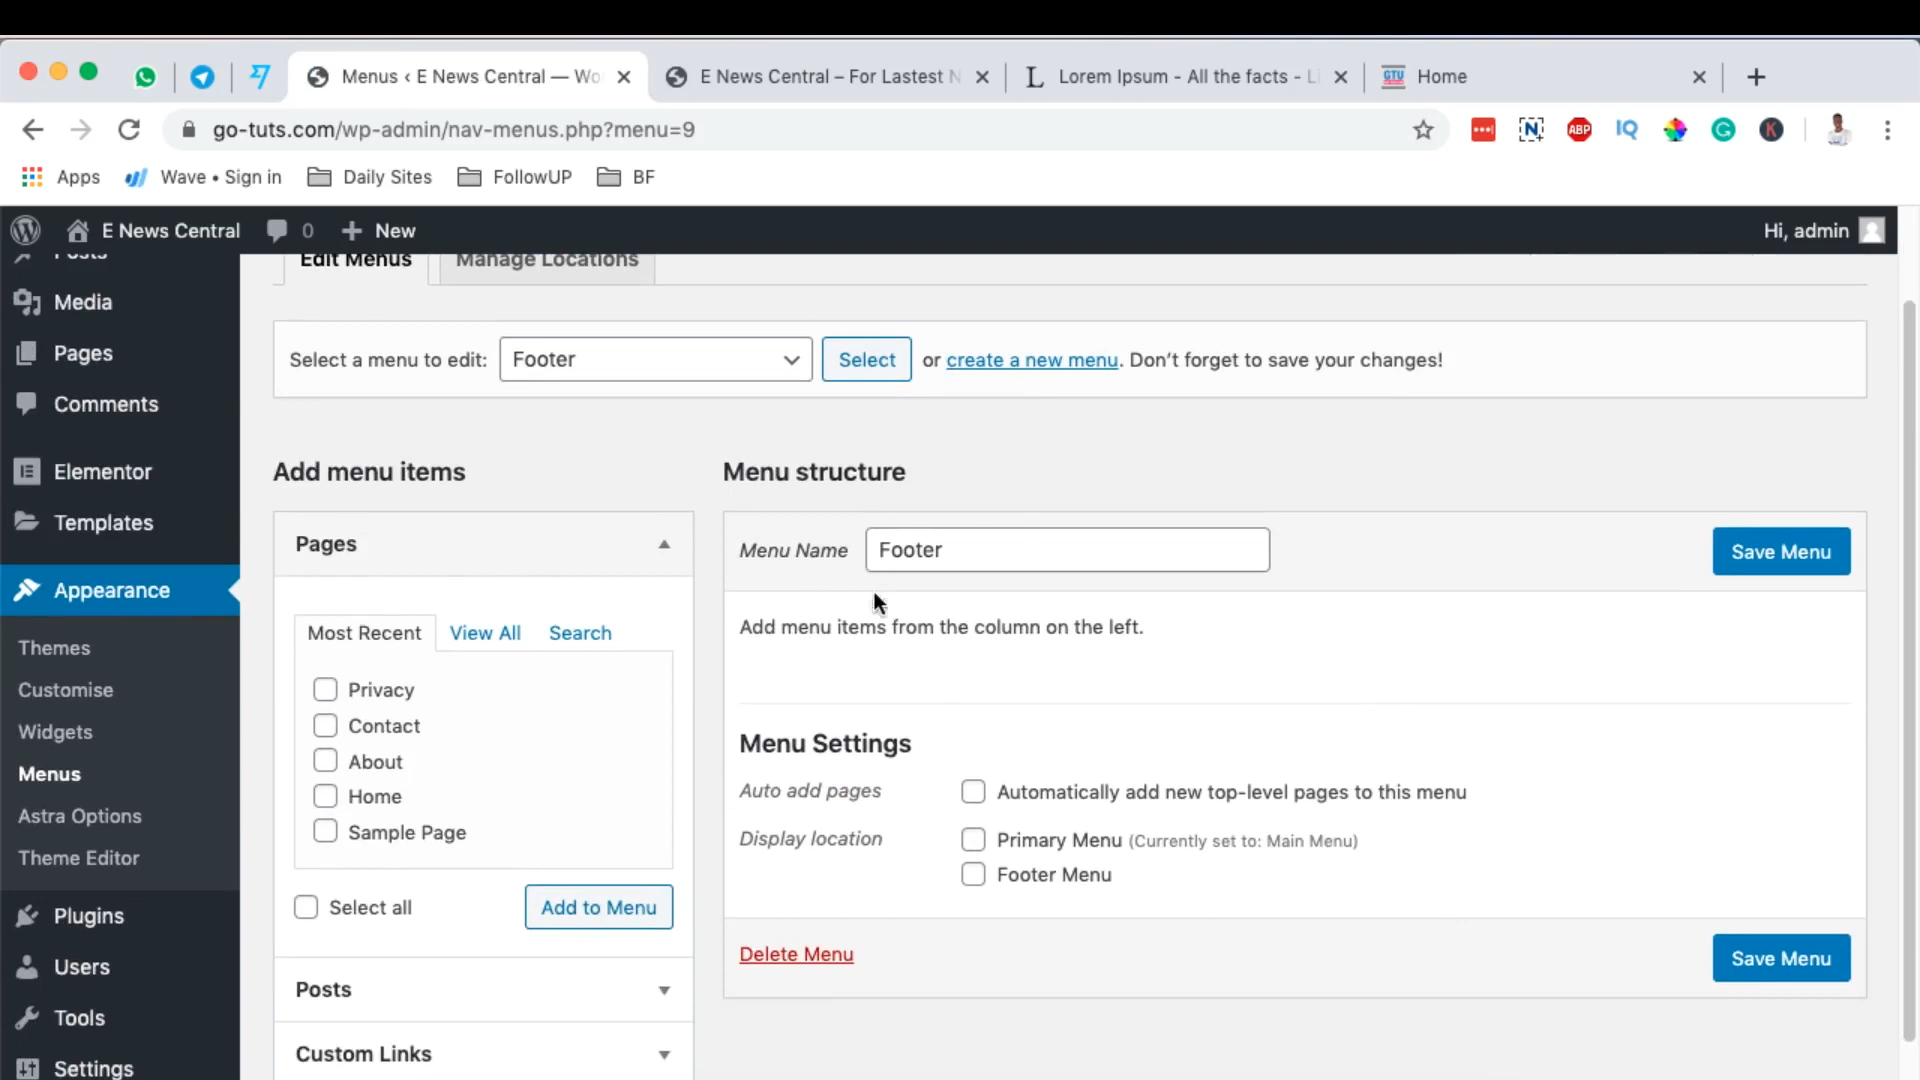 Menus ‹ E News Central — Wo
E News Central – For Lastest N
Lorem Ipsum - All the facts - Li
GTU
Home
go-tuts.com/wp-admin/nav-menus.php?menu=9
ABP
IQ
Apps
Wave • Sign in
Daily Sites
FollowUP
BF
E News Central
0
New
Hi, admin
Posts
Media
Pages
Comments
Elementor
Templates
Appearance
Themes
Customise
Widgets
Menus
Astra Options
Theme Editor
Plugins
Users
Tools
Settings
Edit Menus
Manage Locations
Select a menu to edit: Footer Select or create a new menu. Don’t forget to save your changes!
Add menu items
Pages
Most Recent View All Search
Privacy
Contact
About
Home
Sample Page
Select all
Add to Menu
Posts
Custom Links
Menu structure
Menu Name Footer
Save Menu
Add menu items from the column on the left.
Menu Settings
Auto add pages
Automatically add new top-level pages to this menu
Display location
Primary Menu (Currently set to: Main Menu)
Footer Menu
Delete Menu
Save Menu